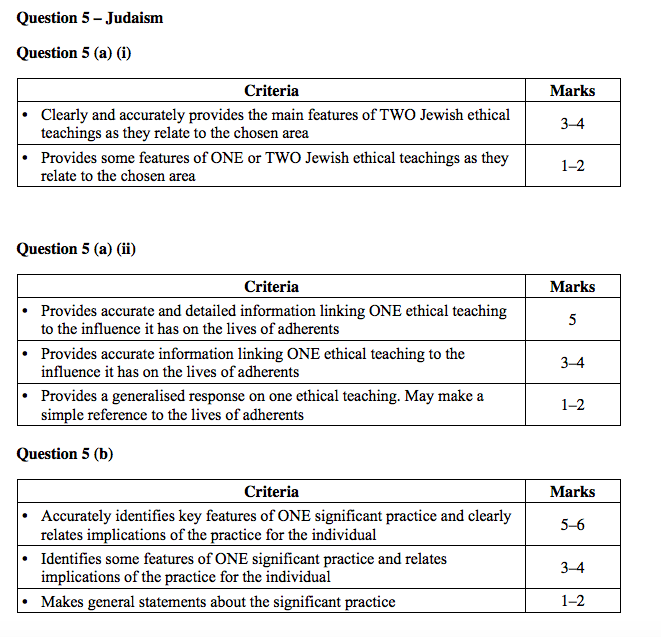 Question 5 – Judaism
Question 5 (a) (i)
Criteria Marks
• Clearly and accurately provides the main features of TWO Jewish ethical
teachings as they relate to the chosen area
3–4
• Provides some features of ONE or TWO Jewish ethical teachings as they
relate to the chosen area
1–2
Question 5 (a) (ii)
Criteria Marks
• Provides accurate and detailed information linking ONE ethical teaching
to the influence it has on the lives of adherents
5
• Provides accurate information linking ONE ethical teaching to the
influence it has on the lives of adherents
3–4
• Provides a generalised response on one ethical teaching. May make a
simple reference to the lives of adherents
1–2
Question 5 (b)
Criteria Marks
• Accurately identifies key features of ONE significant practice and clearly
relates implications of the practice for the individual
5–6
• Identifies some features of ONE significant practice and relates
implications of the practice for the individual
3–4
• Makes general statements about the significant practice 1–2